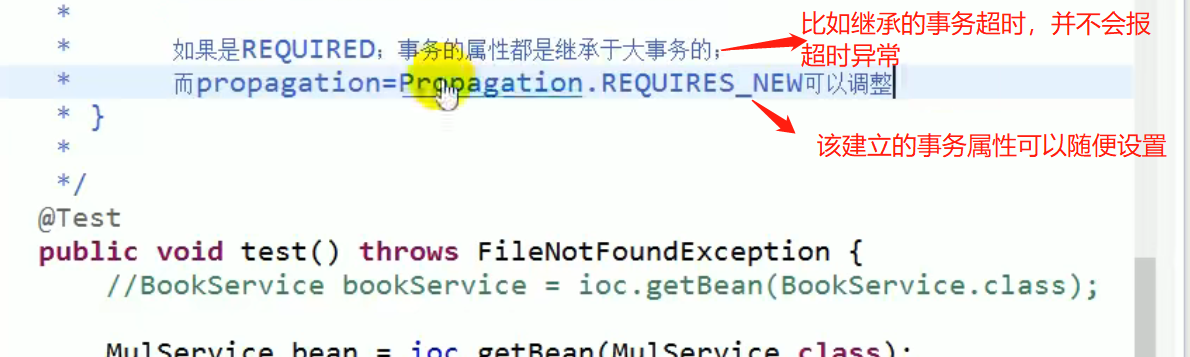 *
* 如果是REQUIRED；事务的属性都是继承于大事务的；
比如继承的事务超时，并不会报
超时异常
* 而propagation=Propagation.REQUIRES_NEW可以调整
* }
该建立的事务属性可以随便设置
*
*/
@Test
public void test() throws FileNotFoundException {
//BookService bookService = ioc.getBean(BookService.class);
MulService bean = ioc.getBean(MulService.class);